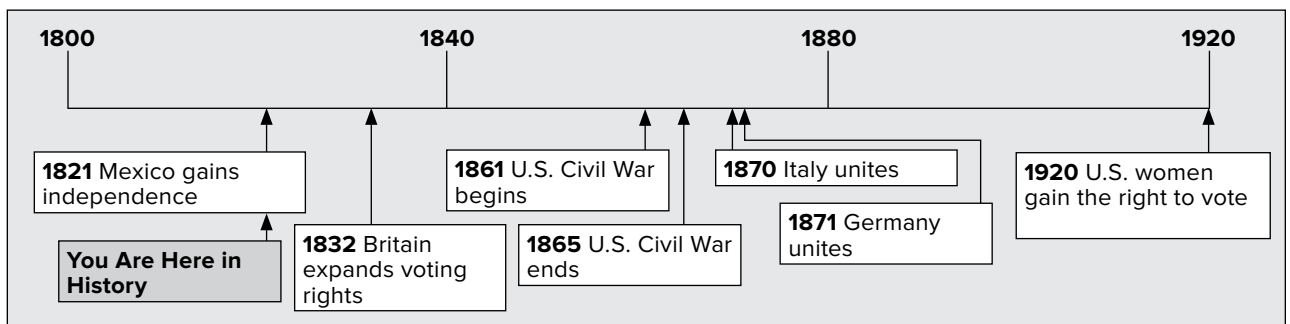 1800
1840
1880
1920
1821 Mexico gains
independence
You Are Here in
History
1832 Britain
expands voting
rights
1861 U.S. Civil War
begins
1865 U.S. Civil War
ends
1870 Italy unites
1871 Germany
unites
1920 U.S. women
gain the right to vote